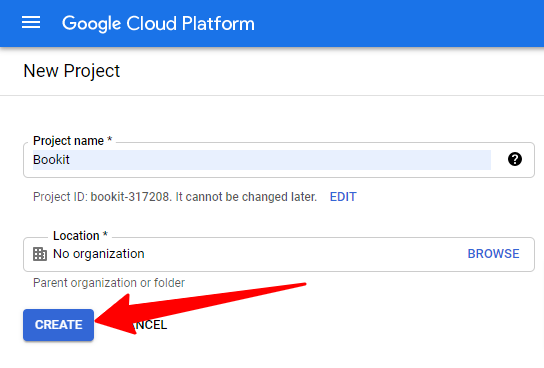 Google Cloud Platform
New Project
Project name *
Bookit
?
Project ID: bookit-317208. It cannot be changed later. EDIT
Location *
No organization BROWSE
Parent organization or folder
CREATE NCEL